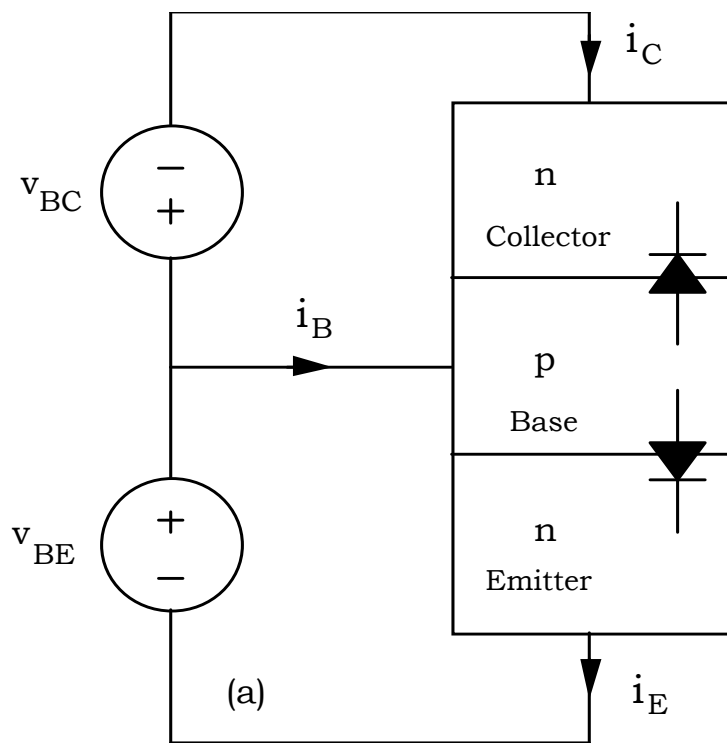 i_C
−
v_BC
+
n
Collector
i_B
p
Base
+
v_BE
−
n
Emitter
(a)
i_E